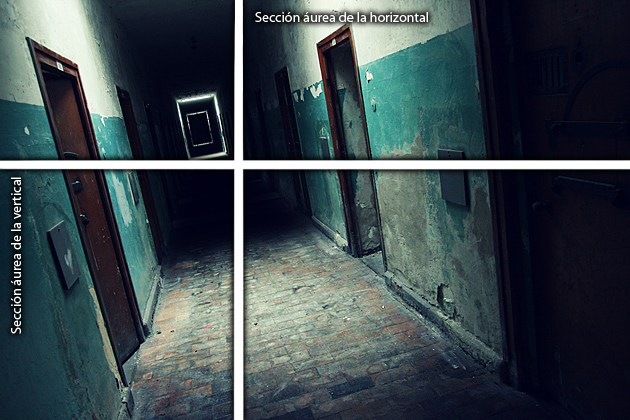 Sección áurea de la horizontal
Sección áurea de la vertical